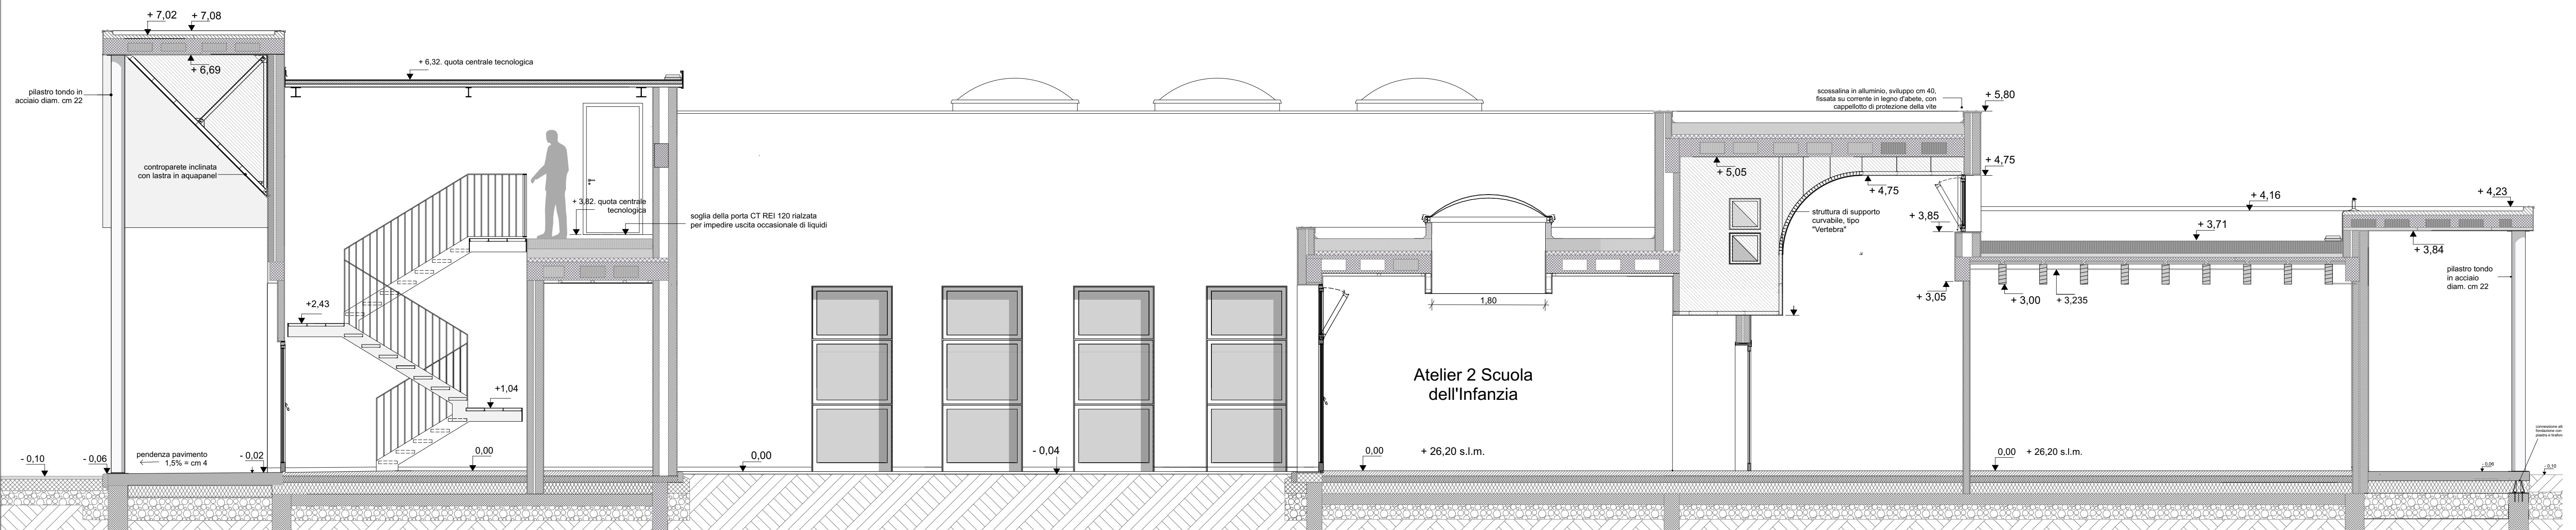 + 7,02
+ 7,08
+ 6,69
+ 6,32. quota centrale tecnologica
pilastro tondo in
acciaio diam. cm 22
controparete inclinata
con lastra in aquapanel
+ 3,82. quota centrale
tecnologica
soglia della porta CT REI 120 rialzata
per impedire uscita occasionale di liquidi
+2,43
+1,04
- 0,10
- 0,06
pendenza pavimento
1,5% = cm 4
- 0,02
0,00
0,00
- 0,04
1,80
Atelier 2 Scuola
dell'Infanzia
0,00
+ 26,20 s.l.m.
scossalina in alluminio, sviluppo cm 40,
fissata su corrente in legno d'abete, con
cappellotto di protezione della vite
+ 5,80
+ 5,05
+ 4,75
+ 4,75
struttura di supporto
curvabile, tipo
"Vertebra"
+ 3,85
+ 3,05
+ 3,00
+ 3,235
+ 4,16
+ 3,71
+ 4,23
+ 3,84
pilastro tondo
in acciaio
diam. cm 22
0,00
+ 26,20 s.l.m.
- 0,06
- 0,10